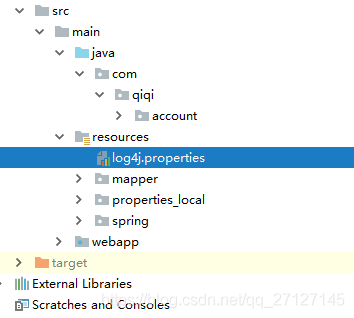 src
main
java
com
qiqi
account
resources
log4j.properties
mapper
properties_local
spring
webapp
target
External Libraries
Scratches and Consoles
https://blog.csdn.net/qq_27127145